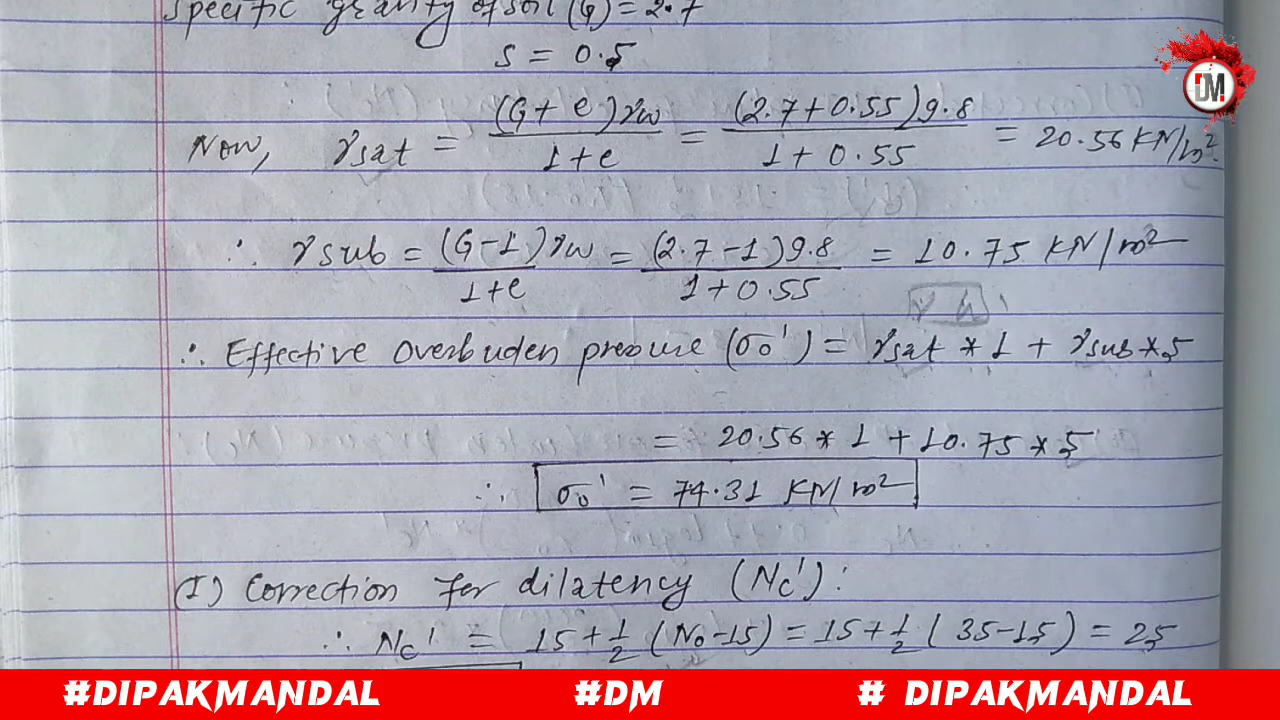 Specific gravity of soil (G) = 2.7
S = 0.5
Now, γsat = (G + e)γw / 1+e = (2.7+0.55)9.8 / 1+0.55 = 20.56 KN/m²
∴ γsub = (G-1)γw / 1+e = (2.7-1)9.8 / 1+0.55 = 10.75 KN/m²
∴ Effective overbuden pressure (σo') = γsat * 1 + γsub * 5
= 20.56 * 1 + 10.75 * 5
∴ σo' = 74.31 KN/m²
(I) Correction for dilatency (Nc'):
∴ Nc' = 15 + 1/2 (No-15) = 15 + 1/2 (35-15) = 25
DM
#DIPAKMANDAL #DM # DIPAKMANDAL